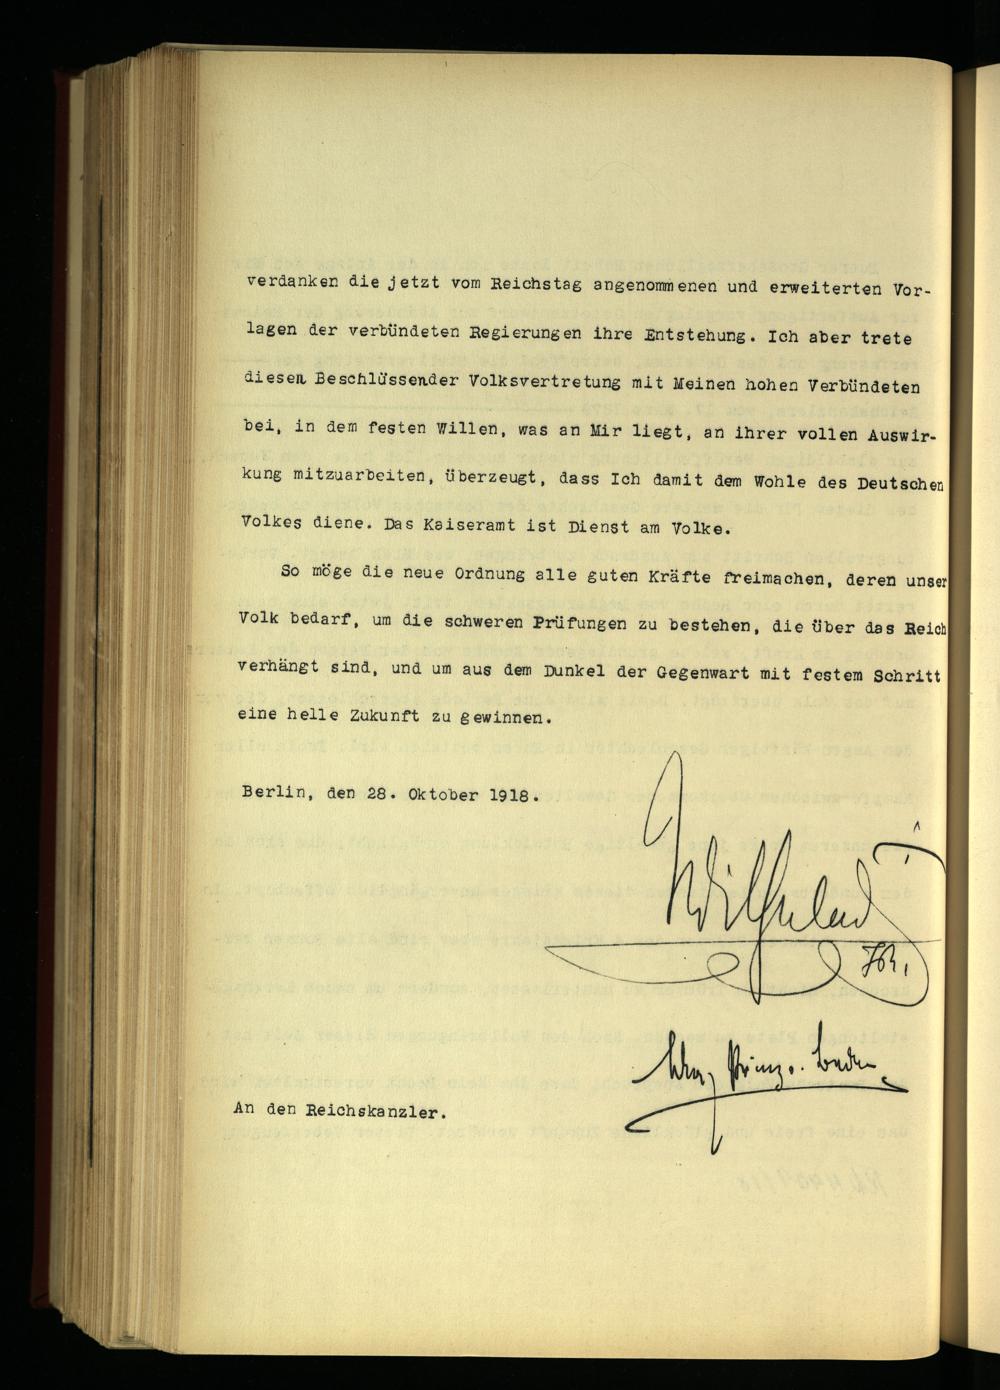 verdanken die jetzt vom Reichstag angenommenen und erweiterten Vor-
lagen der verbündeten Regierungen ihre Entstehung. Ich aber trete
diesen Beschlüssender Volksvertretung mit Meinen hohen Verbündeten
bei, in dem festen Willen, was an Mir liegt, an ihrer vollen Auswir-
kung mitzuarbeiten, überzeugt, dass Ich damit dem Wohle des Deutschen
Volkes diene. Das Kaiseramt ist Dienst am Volke.
So möge die neue Ordnung alle guten Kräfte freimachen, deren unser
Volk bedarf, um die schweren Prüfungen zu bestehen, die über das Reich
verhängt sind, und um aus dem Dunkel der Gegenwart mit festem Schritt
eine helle Zukunft zu gewinnen.
Berlin, den 28. Oktober 1918.
Wilhelm
I.R.
Max, Prinz v. Baden
An den Reichskanzler.